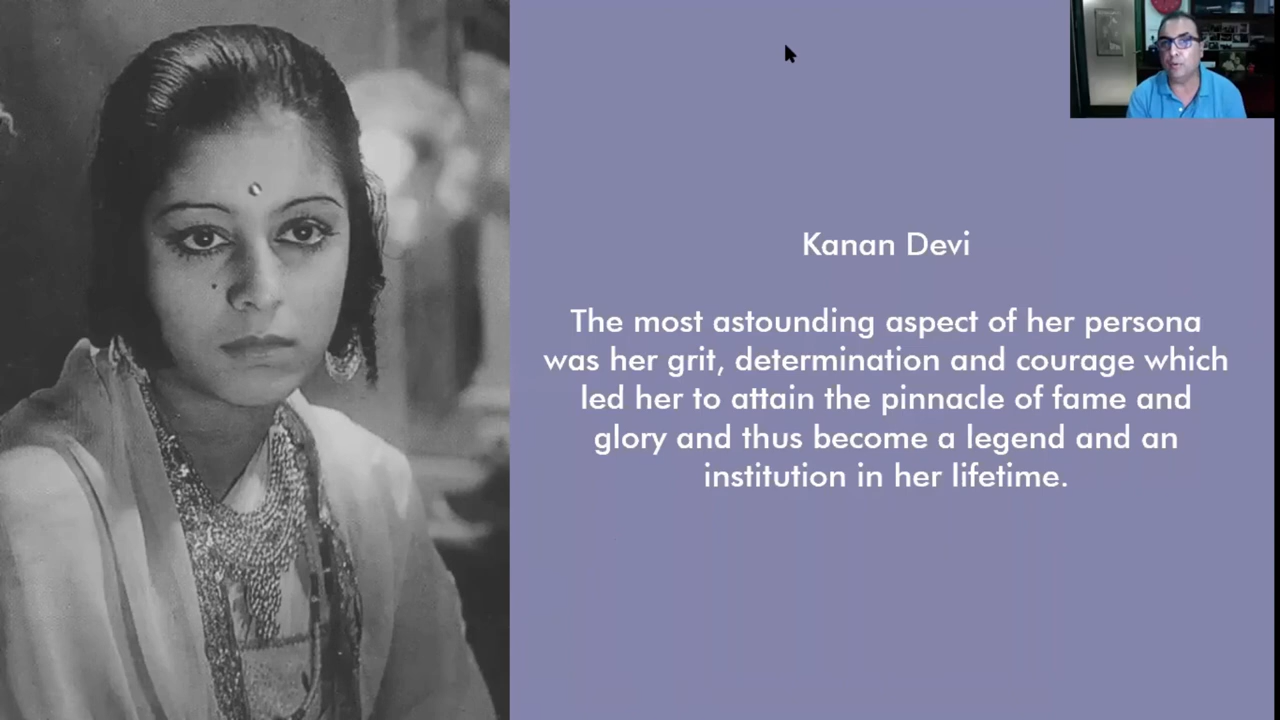 Kanan Devi
The most astounding aspect of her persona
was her grit, determination and courage which
led her to attain the pinnacle of fame and
glory and thus become a legend and an
institution in her lifetime.